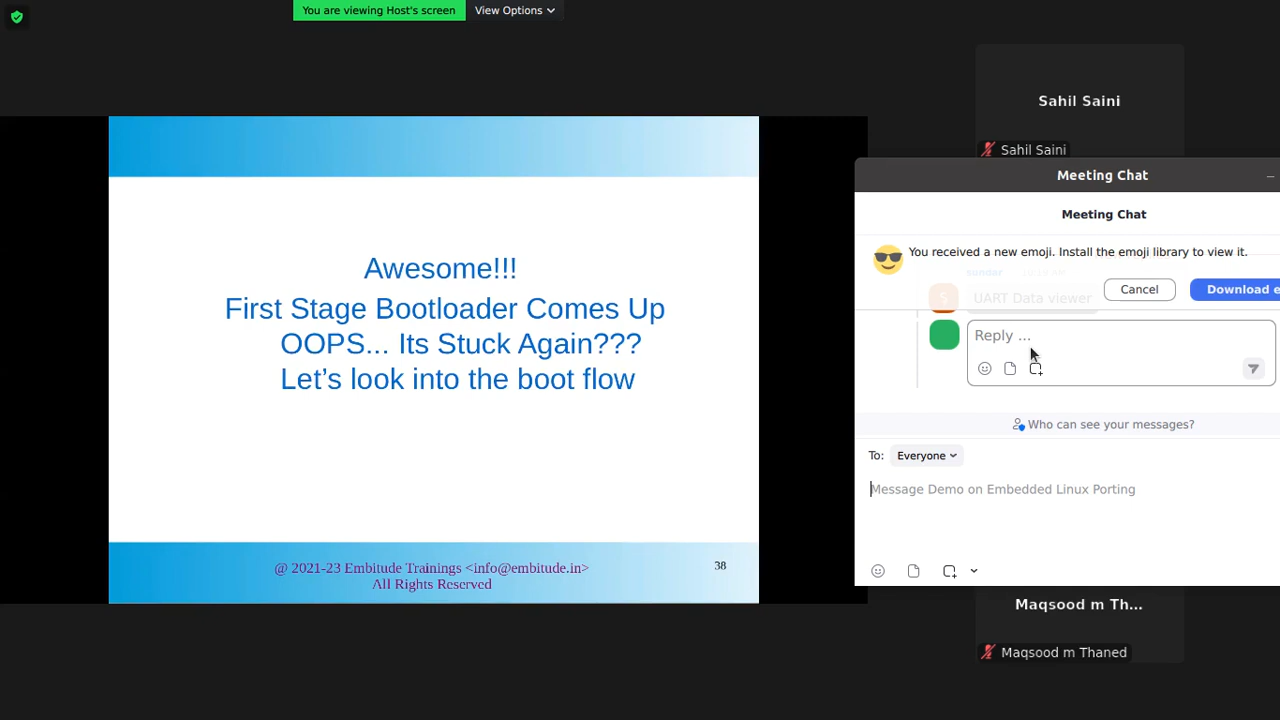 You are viewing Host's screen
View Options
Sahil Saini
Sahil Saini
Meeting Chat
Meeting Chat
You received a new emoji. Install the emoji library to view it.
Cancel
Download e
sundar
S
UART Data viewer
Reply ...
Who can see your messages?
To: Everyone
Message Demo on Embedded Linux Porting
Awesome!!!
First Stage Bootloader Comes Up
OOPS... Its Stuck Again???
Let's look into the boot flow
@ 2021-23 Embitude Trainings <info@embitude.in>
All Rights Reserved
38
Maqsood m Th...
Maqsood m Thaned